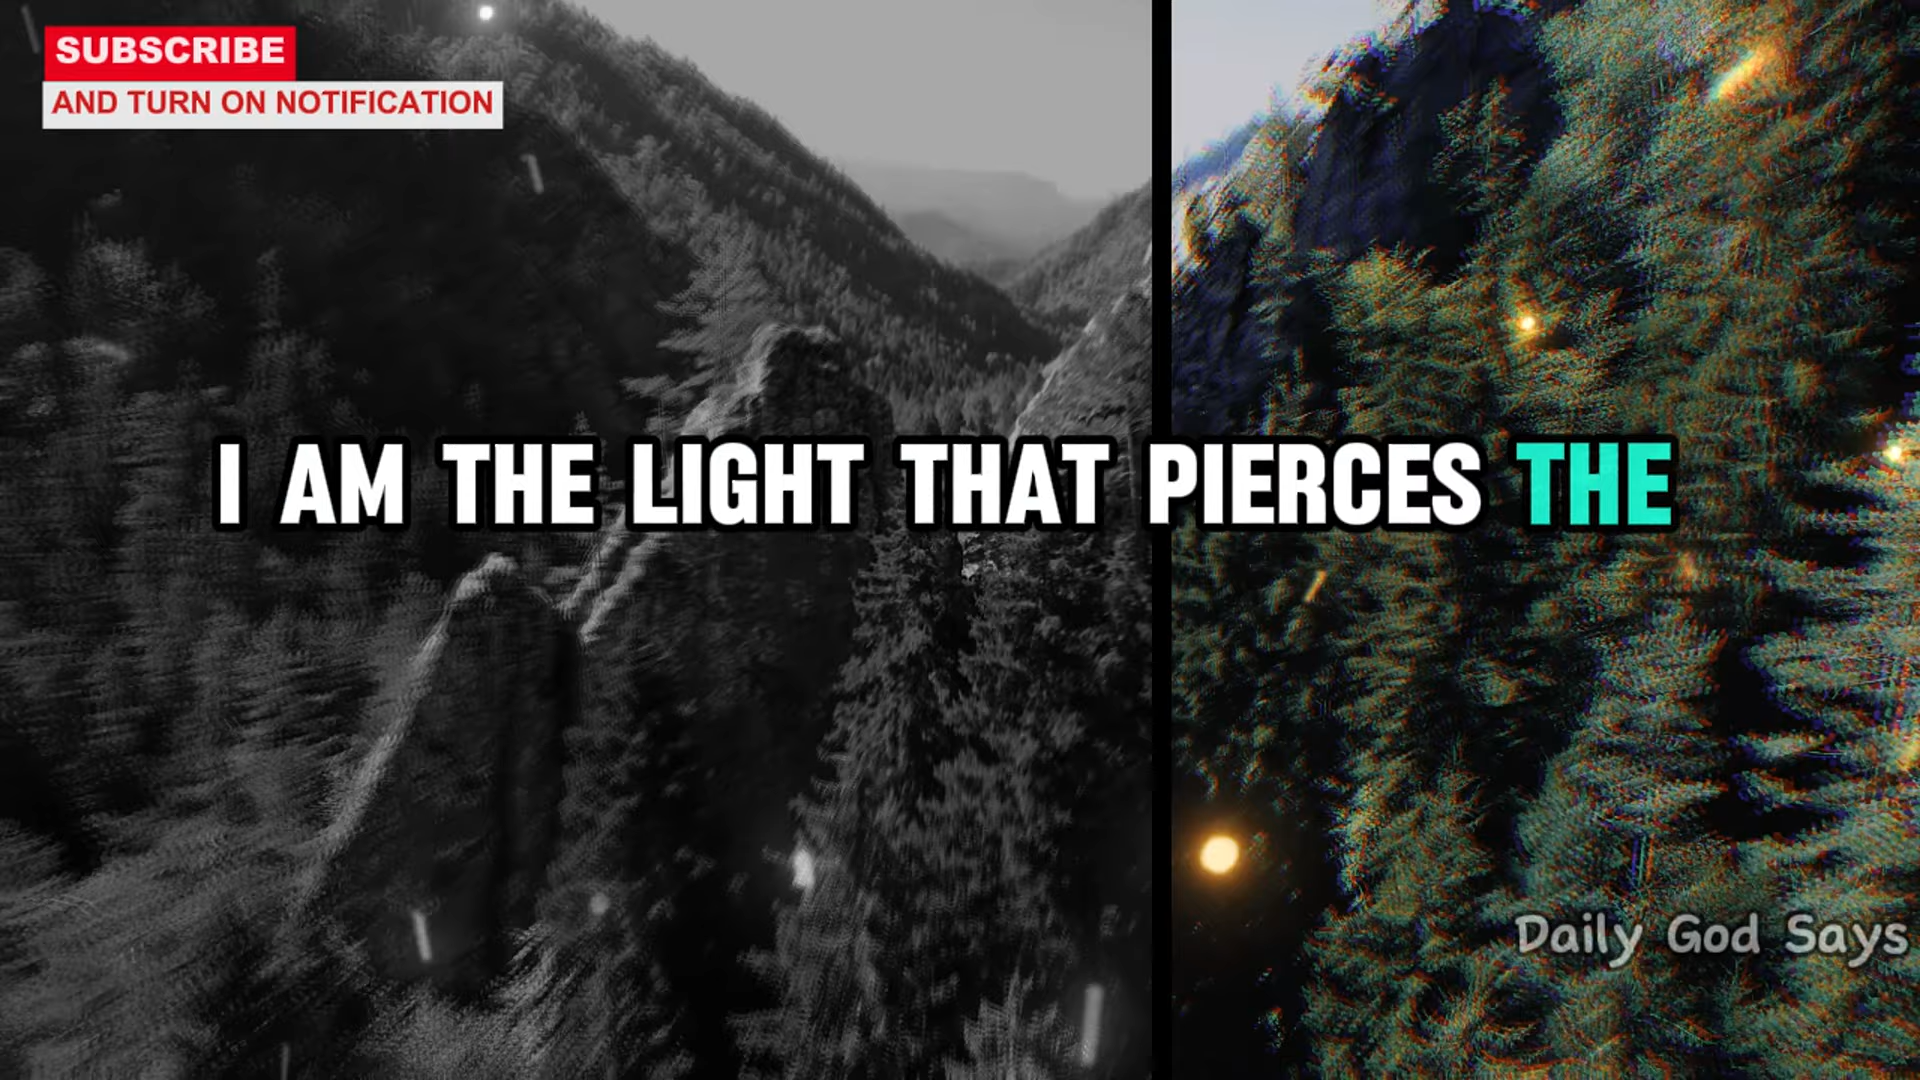 SUBSCRIBE
AND TURN ON NOTIFICATION
I AM THE LIGHT THAT PIERCES THE
Daily God Says